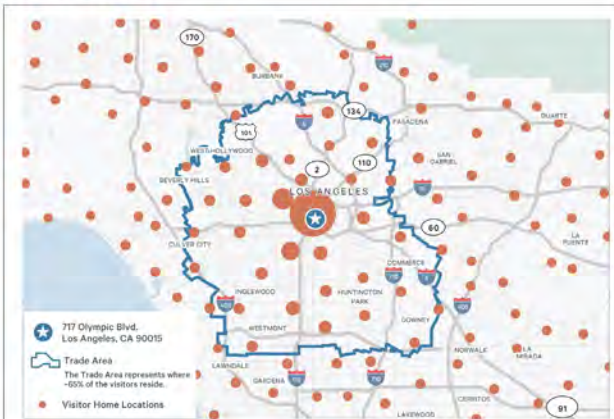 170
BURBANK
210
134
5
PASADENA
DUARTE
101
WEST HOLLYWOOD
2
110
SAN
GABRIEL
BEVERLY HILLS
LOS ANGELES
10
60
LA
PUENTE
CULVER CITY
COMMERCE
710
5
INGLEWOOD
HUNTINGTON
PARK
405
605
WESTMONT
DOWNEY
NORWALK
LA
MIRADA
LAWNDALE
GARDENA
110
710
CERRITOS
LAKEWOOD
91
717 Olympic Blvd.
Los Angeles, CA 90015
Trade Area
The Trade Area represents where
~65% of the visitors reside.
Visitor Home Locations